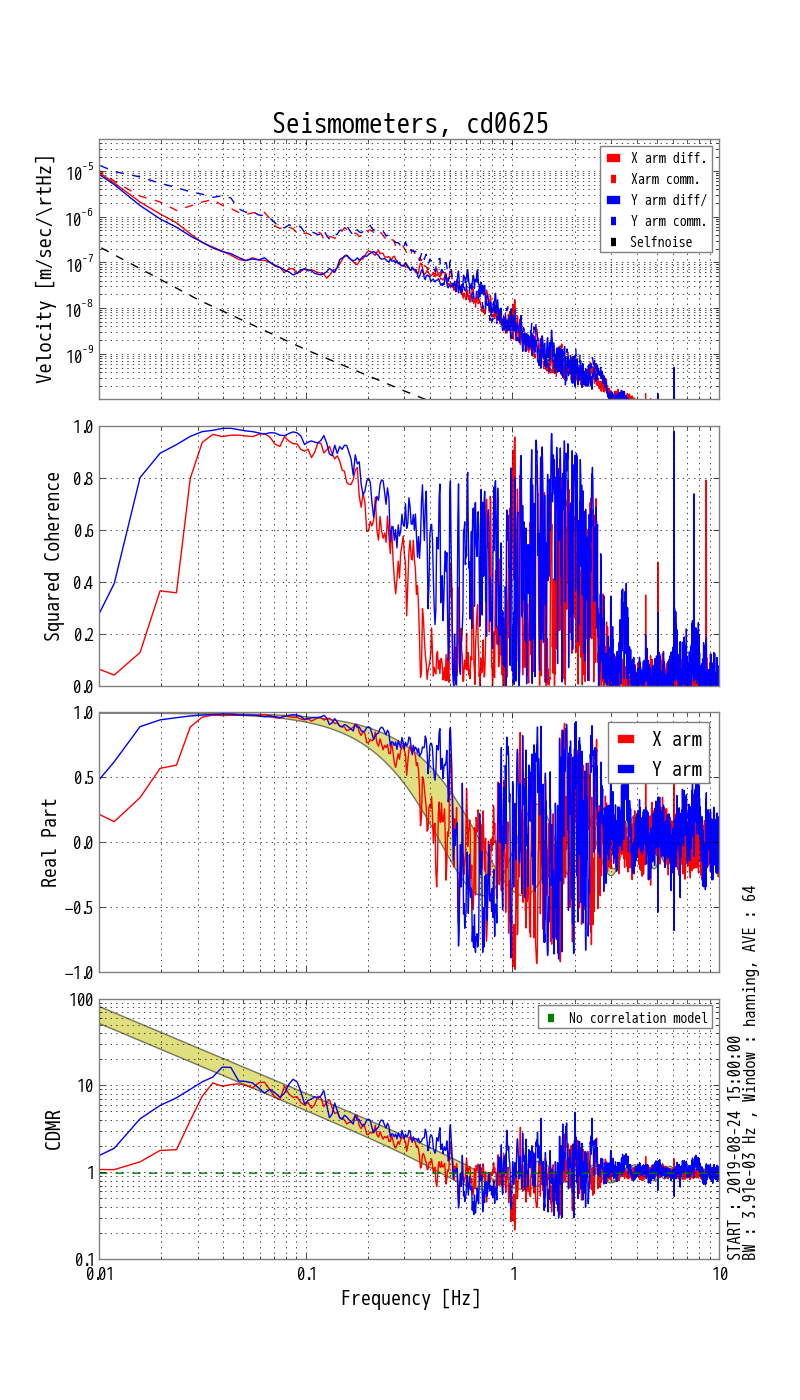 Seismometers, cd0625
Velocity [m/sec/\rtHz]
10⁻⁵
10⁻⁶
10⁻⁷
10⁻⁸
10⁻⁹
X arm diff.
Xarm comm.
Y arm diff/
Y arm comm.
Selfnoise
Squared Coherence
1.0
0.8
0.6
0.4
0.2
0.0
Real Part
1.0
0.5
0.0
−0.5
−1.0
X arm
Y arm
CDMR
100
10
1
0.1
No correlation model
0.01
0.1
1
10
Frequency [Hz]
START : 2019-08-24 15:00:00
BW : 3.91e-03 Hz , Window : hanning, AVE : 64